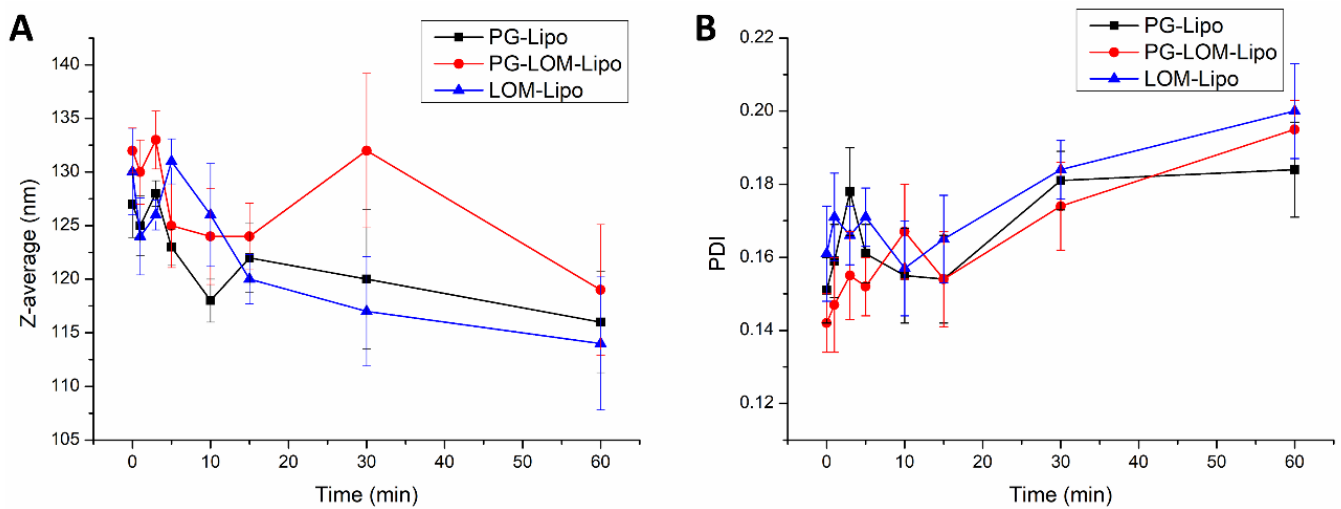 A
PG-Lipo
PG-LOM-Lipo
LOM-Lipo
140
135
130
125
120
115
110
105
Z-average (nm)
0 10 20 30 40 50 60
Time (min)
B
PG-Lipo
PG-LOM-Lipo
LOM-Lipo
0.22
0.20
0.18
0.16
0.14
0.12
PDI
0 10 20 30 40 50 60
Time (min)